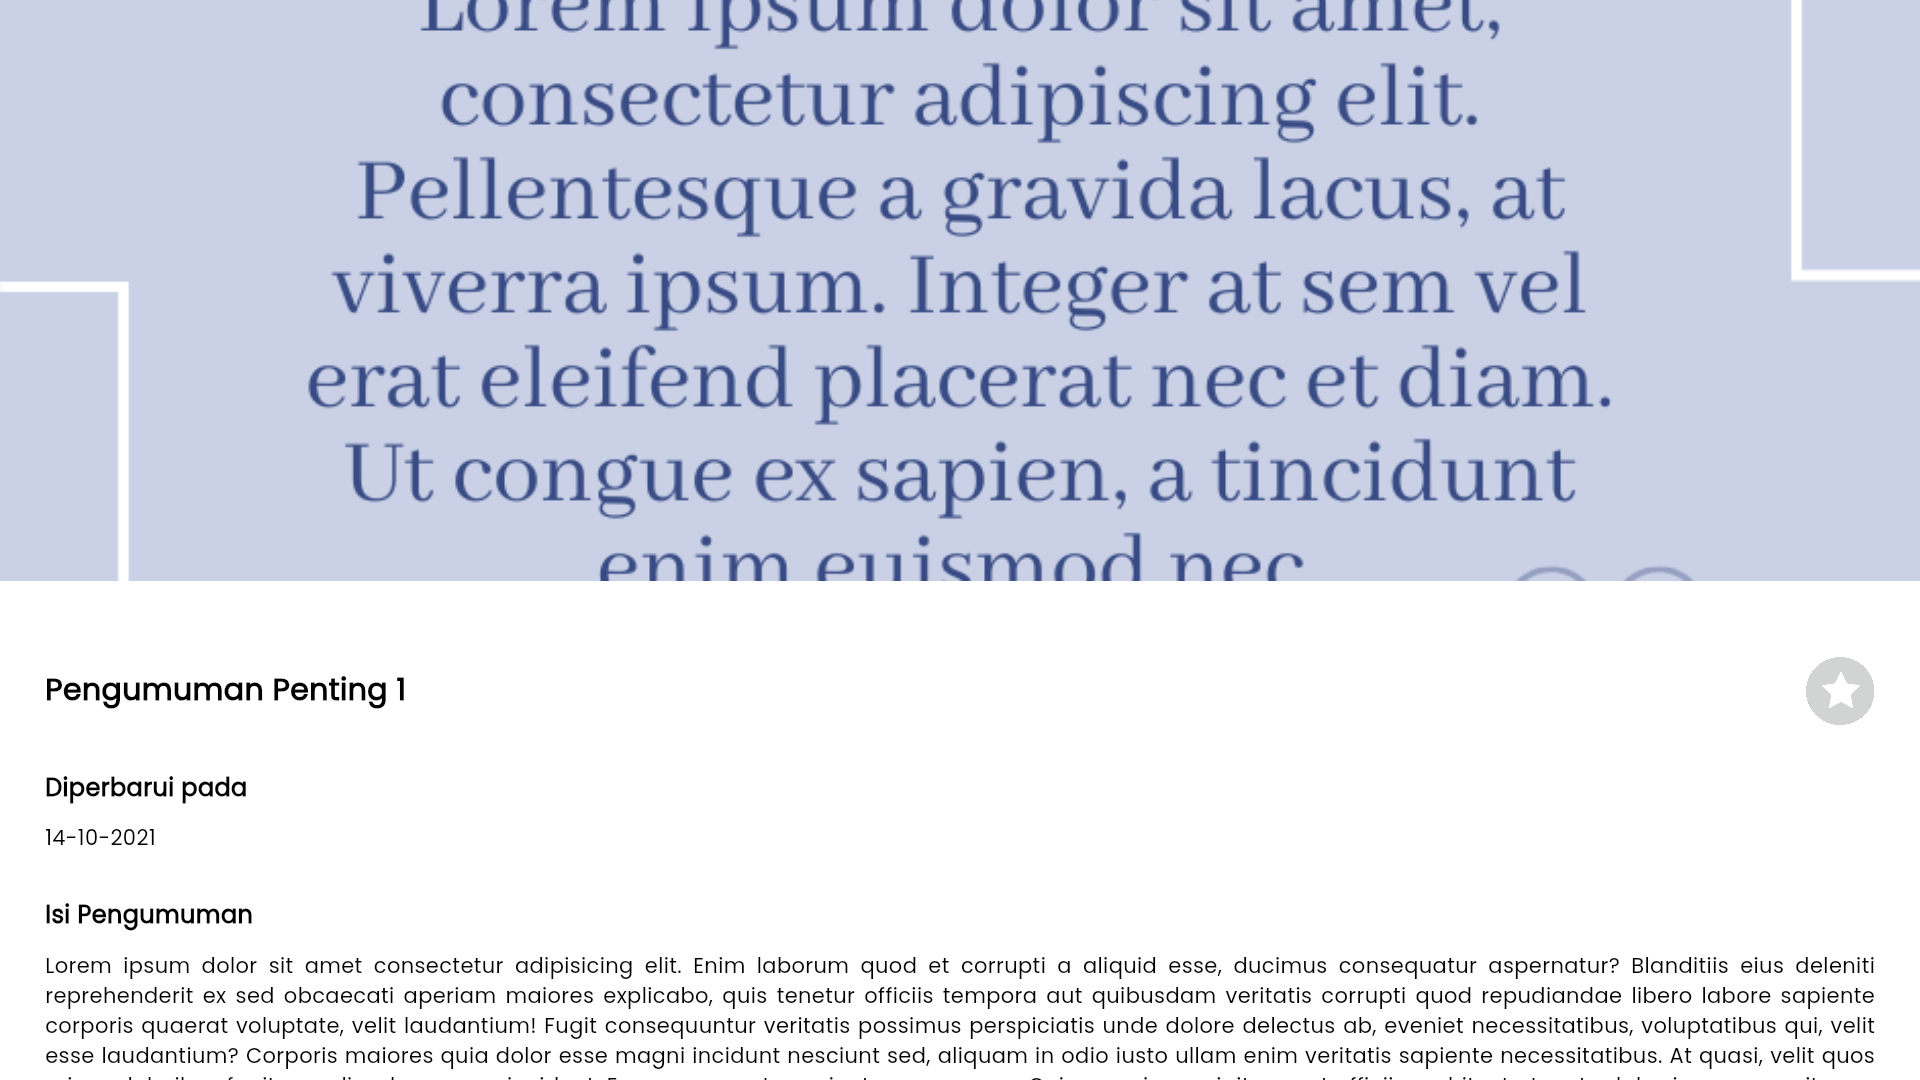 Lorem ipsum dolor sit amet,
consectetur adipiscing elit.
Pellentesque a gravida lacus, at
viverra ipsum. Integer at sem vel
erat eleifend placerat nec et diam.
Ut congue ex sapien, a tincidunt
enim euismod nec
Pengumuman Penting 1
Diperbarui pada
14-10-2021
Isi Pengumuman
Lorem ipsum dolor sit amet consectetur adipisicing elit. Enim laborum quod et corrupti a aliquid esse, ducimus consequatur aspernatur? Blanditiis eius deleniti
reprehenderit ex sed obcaecati aperiam maiores explicabo, quis tenetur officiis tempora aut quibusdam veritatis corrupti quod repudiandae libero labore sapiente
corporis quaerat voluptate, velit laudantium! Fugit consequuntur veritatis possimus perspiciatis unde dolore delectus ab, eveniet necessitatibus, voluptatibus qui, velit
esse laudantium? Corporis maiores quia dolor esse magni incidunt nesciunt sed, aliquam in odio iusto ullam enim veritatis sapiente necessitatibus. At quasi, velit quos